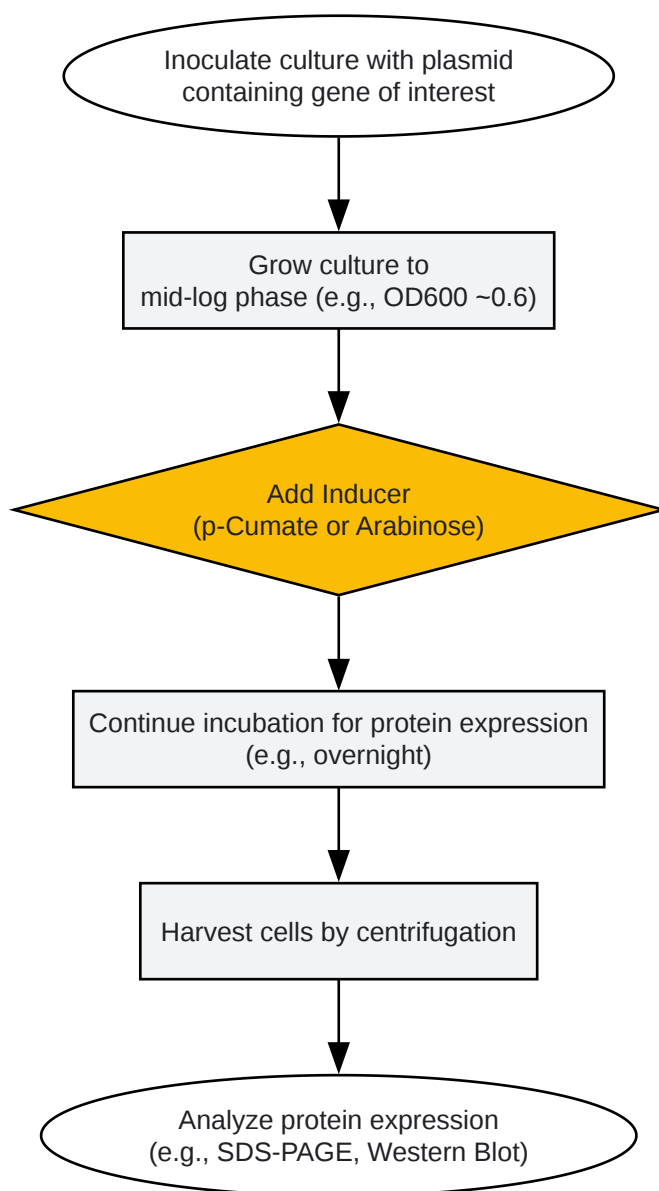 Inoculate culture with plasmid
containing gene of interest
Grow culture to
mid-log phase (e.g., OD600 ~0.6)
Add Inducer
(p-Cumate or Arabinose)
Continue incubation for protein expression
(e.g., overnight)
Harvest cells by centrifugation
Analyze protein expression
(e.g., SDS-PAGE, Western Blot)